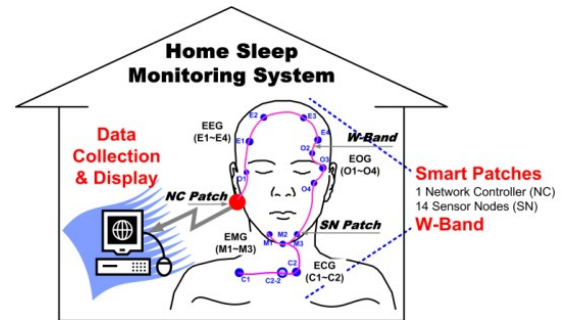 Home Sleep
Monitoring System
E2
E3
EEG
(E1~E4)
E1
E4
W-Band
O2
EOG
(O1~O4)
O3
O1
O4
Data
Collection
& Display
NC Patch
Smart Patches
1 Network Controller (NC)
14 Sensor Nodes (SN)
W-Band
SN Patch
EMG
(M1~M3)
M1
M2
M3
ECG
(C1~C2)
C1
C2-2
C2